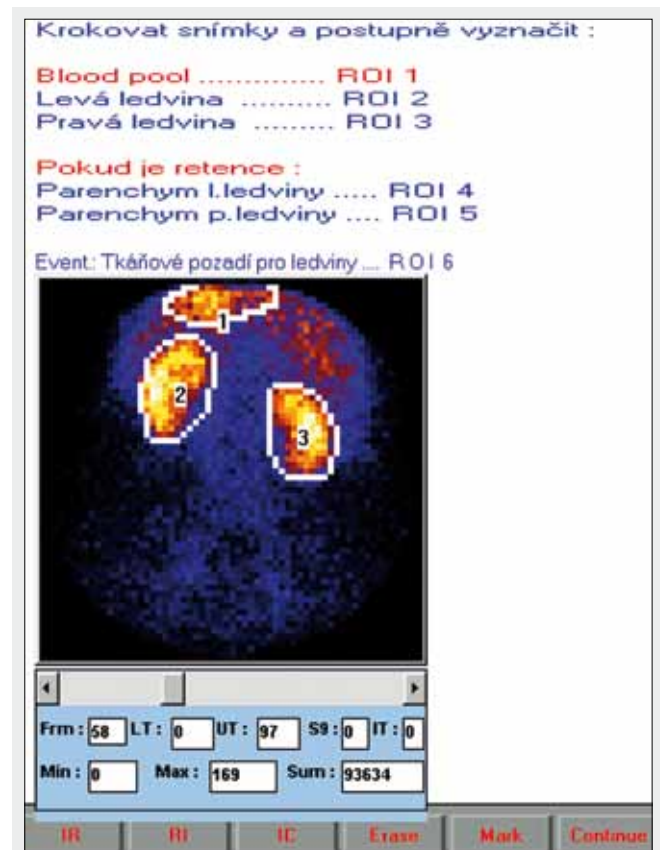 Krokovat snímky a postupně vyznačit :
Blood pool ............. ROI 1
Levá ledvina .......... ROI 2
Pravá ledvina ......... ROI 3
Pokud je retence :
Parenchym l.ledviny ..... ROI 4
Parenchym p.ledviny .... ROI 5
Event.: Tkáňové pozadí pro ledviny .... R O I 6
1
2
3
Frm : 58 LT : 0 UT : 97 S9 : 0 IT : 0
Min : 0 Max : 169 Sum : 93634
IR RI IC Erase Mark Continue